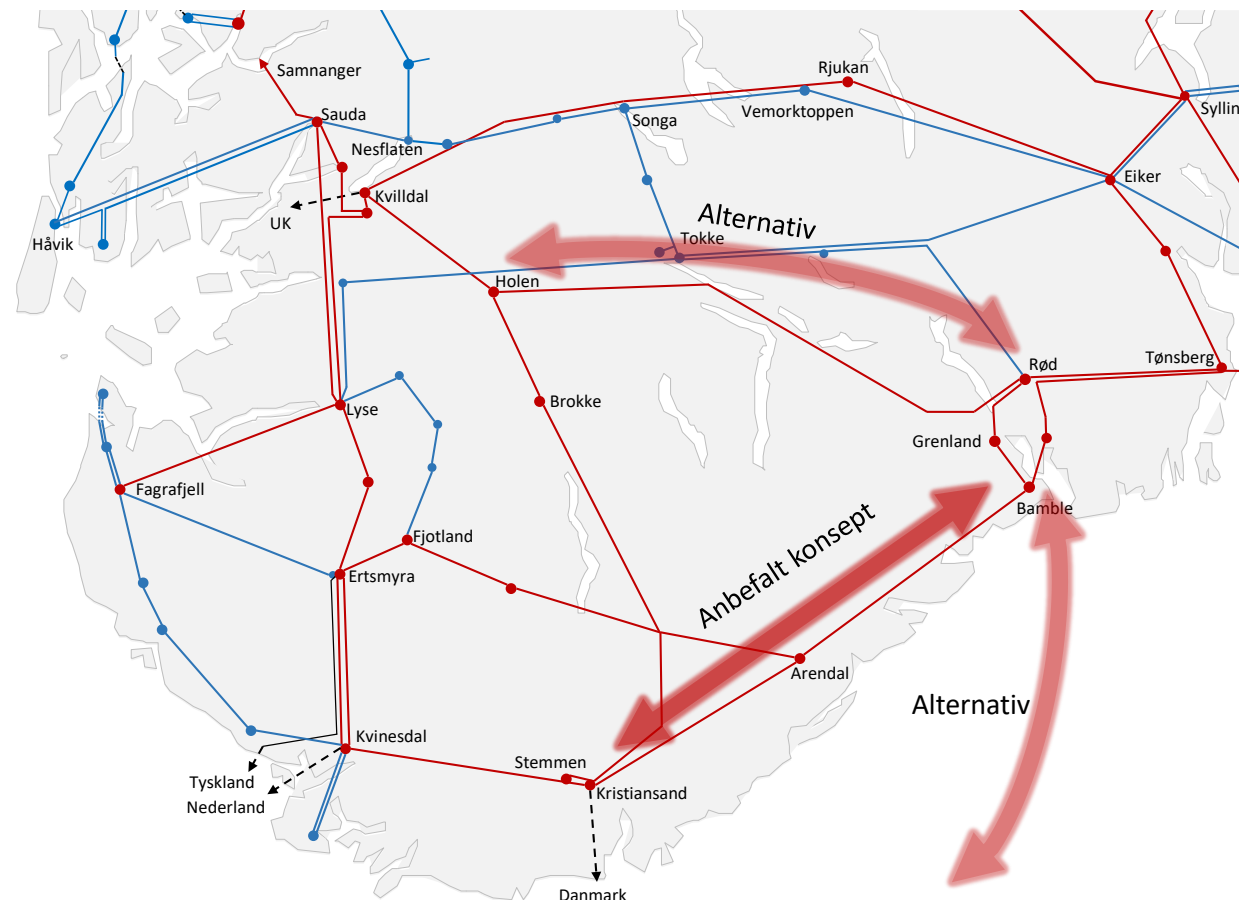 Samnanger
Rjukan
Sauda
Songa
Vemorktoppen
Syllin
Nesflaten
Eiker
Kvilldal
UK
Alternativ
Håvik
Tokke
Holen
Rød
Tønsberg
Lyse
Brokke
Grenland
Fagrafjell
Bamble
Anbefalt konsept
Fjotland
Ertsmyra
Arendal
Alternativ
Kvinesdal
Stemmen
Tyskland
Nederland
Kristiansand
Danmark